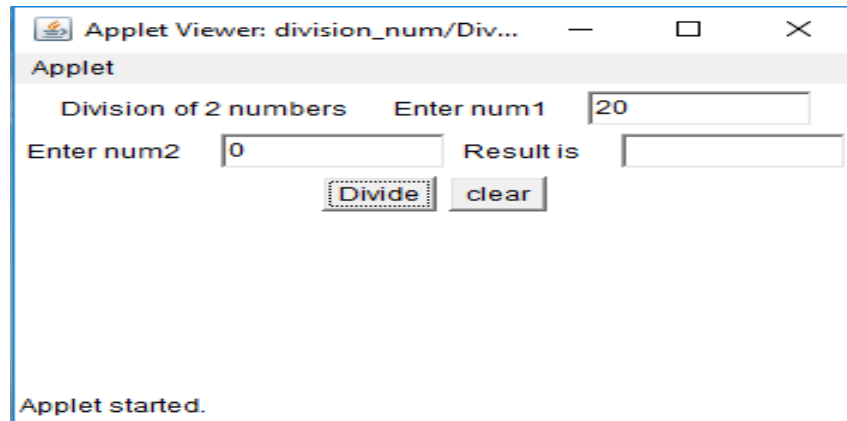 Applet Viewer: division_num/Div...
Applet
Division of 2 numbers Enter num1 20
Enter num2 0 Result is
Divide clear
Applet started.